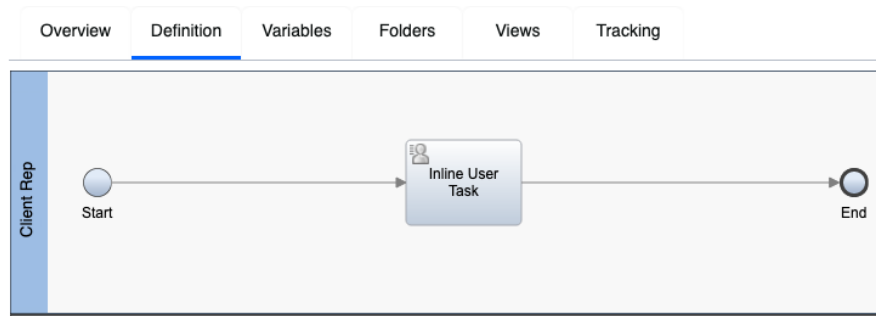 Overview Definition Variables Folders Views Tracking
Client Rep
Start
Inline User
Task
End